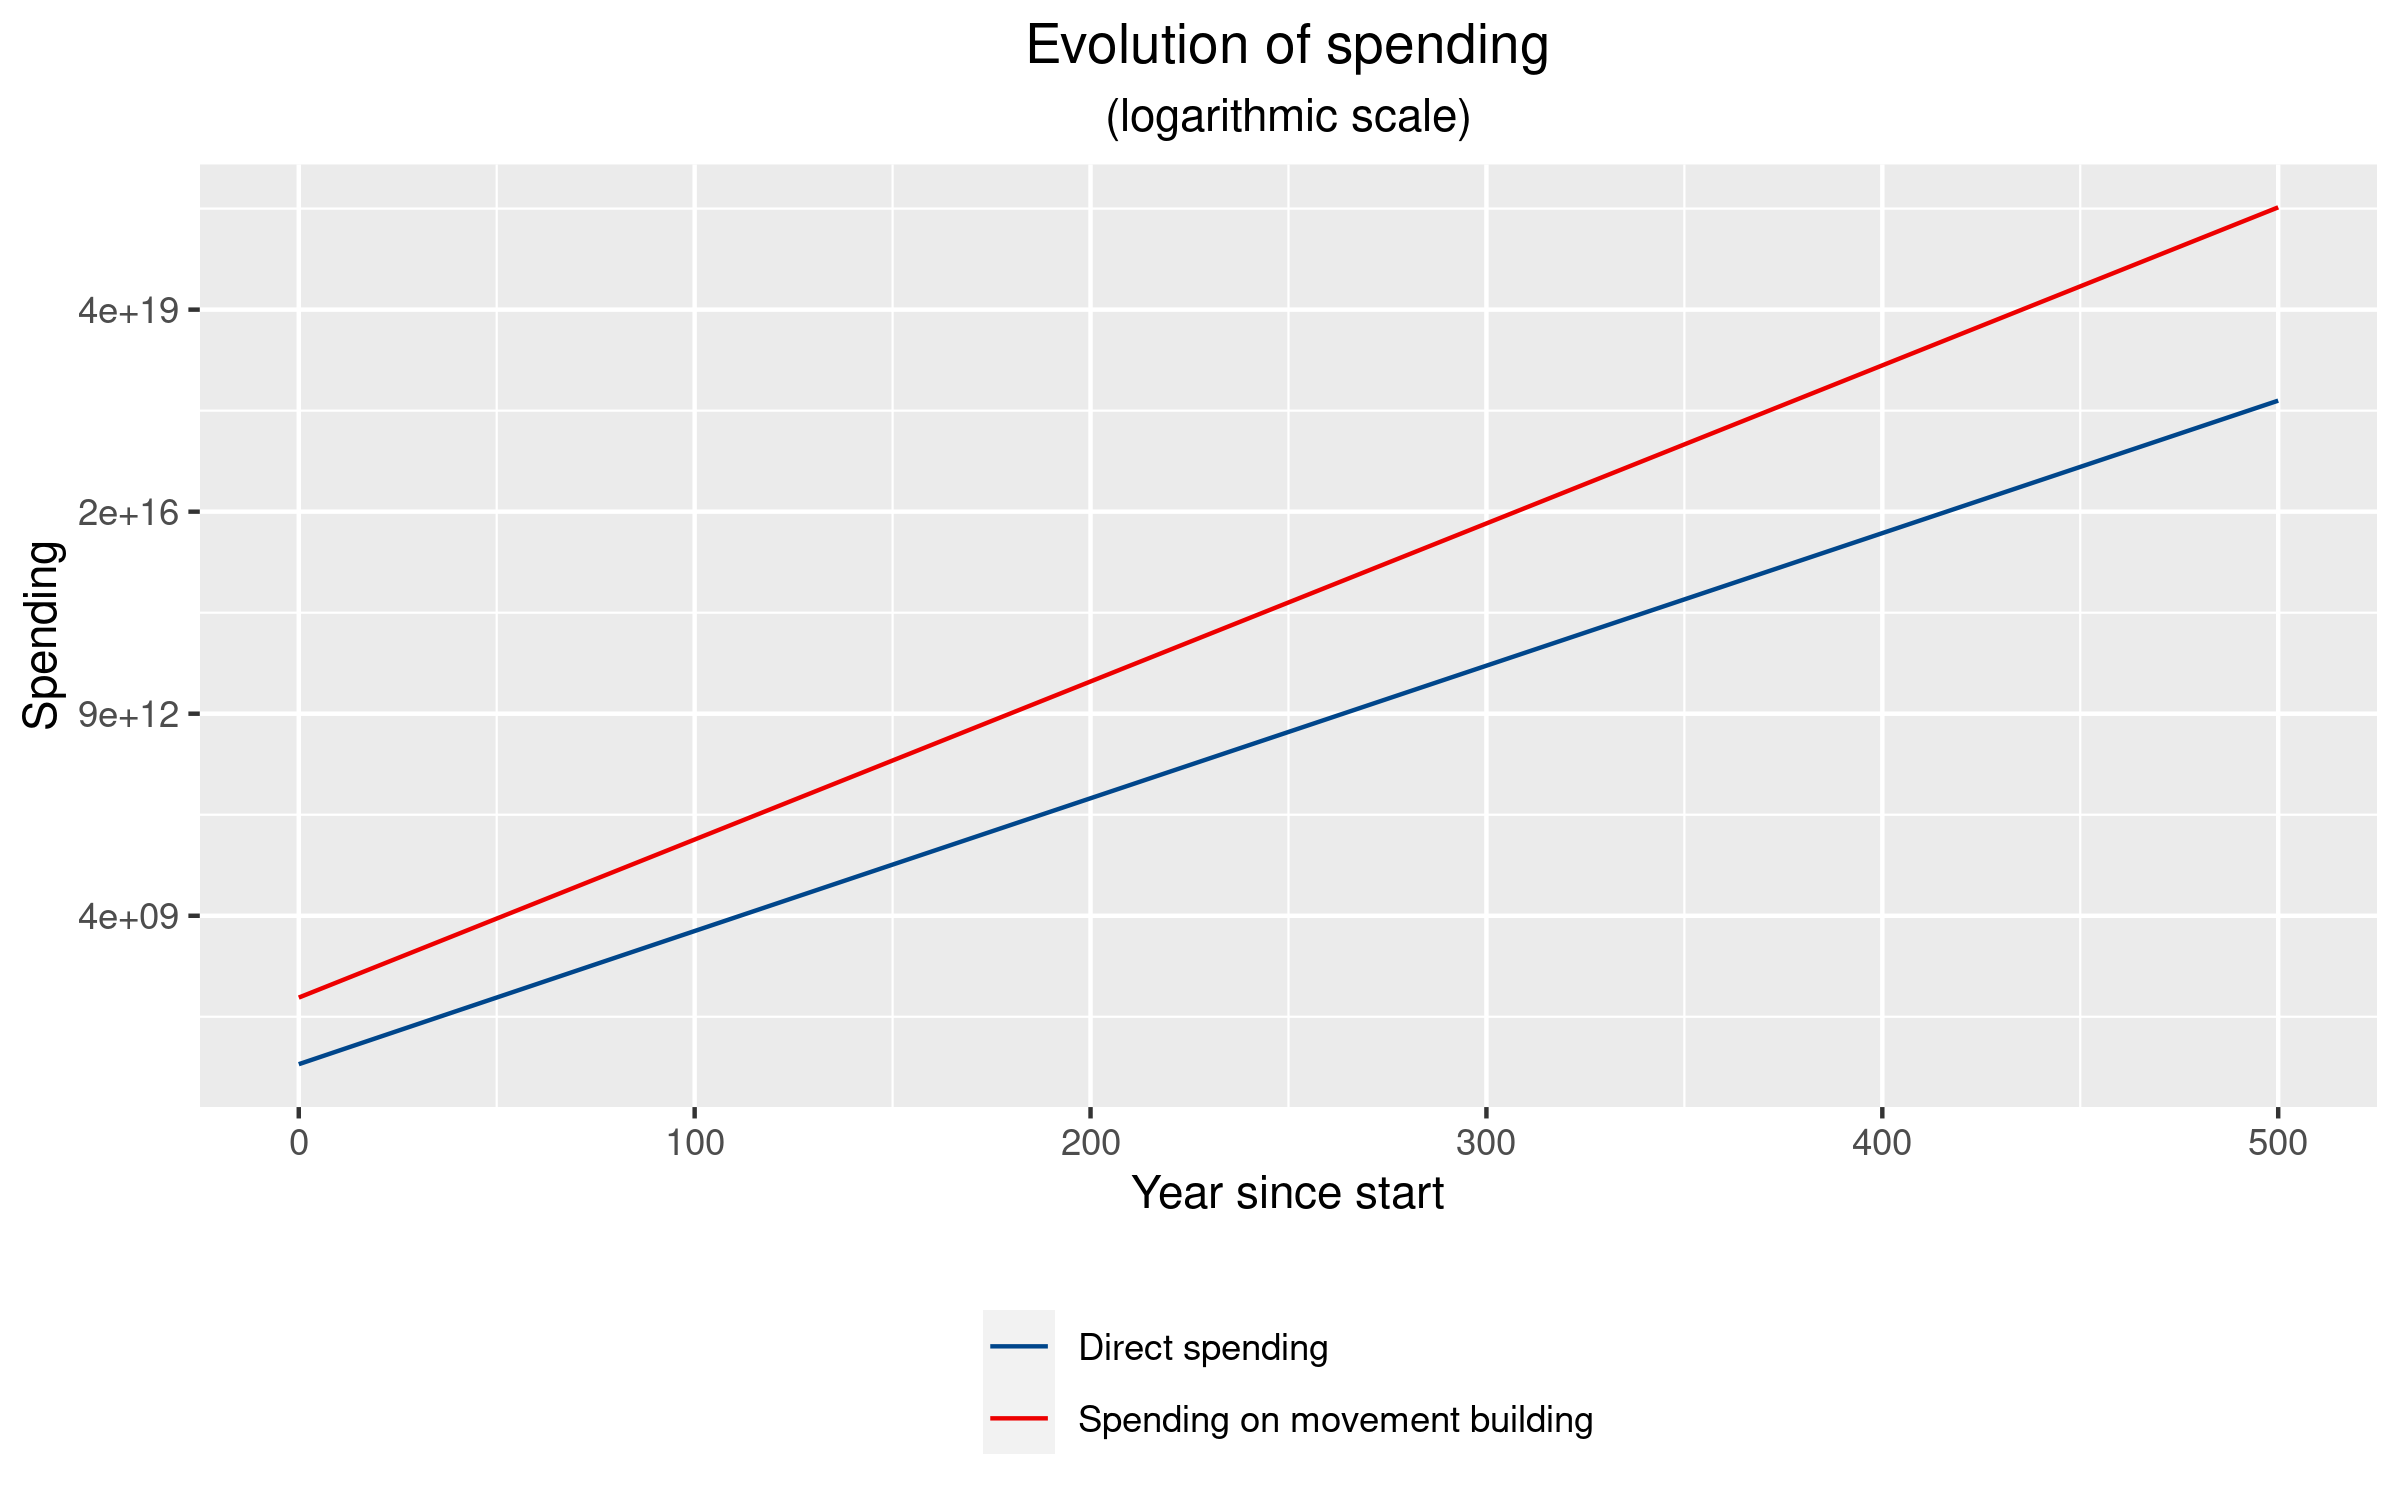 Evolution of spending
(logarithmic scale)
Spending
4e+19
2e+16
9e+12
4e+09
0 100 200 300 400 500
Year since start
Direct spending
Spending on movement building